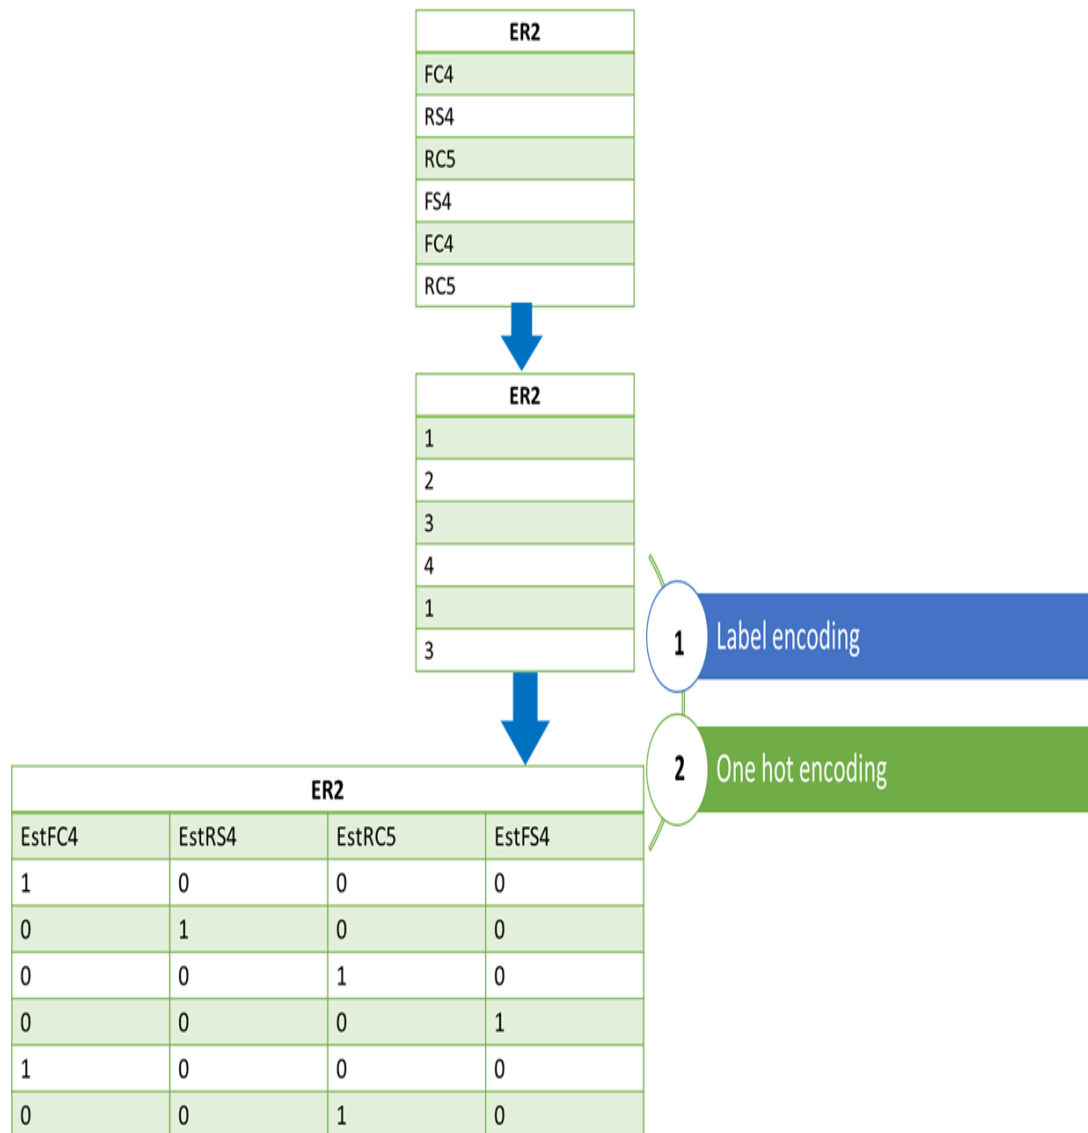 ER2
FC4
RS4
RC5
FS4
FC4
RC5
ER2
1
2
3
4
1
3
1 Label encoding
2 One hot encoding
ER2
EstFC4 EstRS4 EstRC5 EstFS4
1 0 0 0
0 1 0 0
0 0 1 0
0 0 0 1
1 0 0 0
0 0 1 0